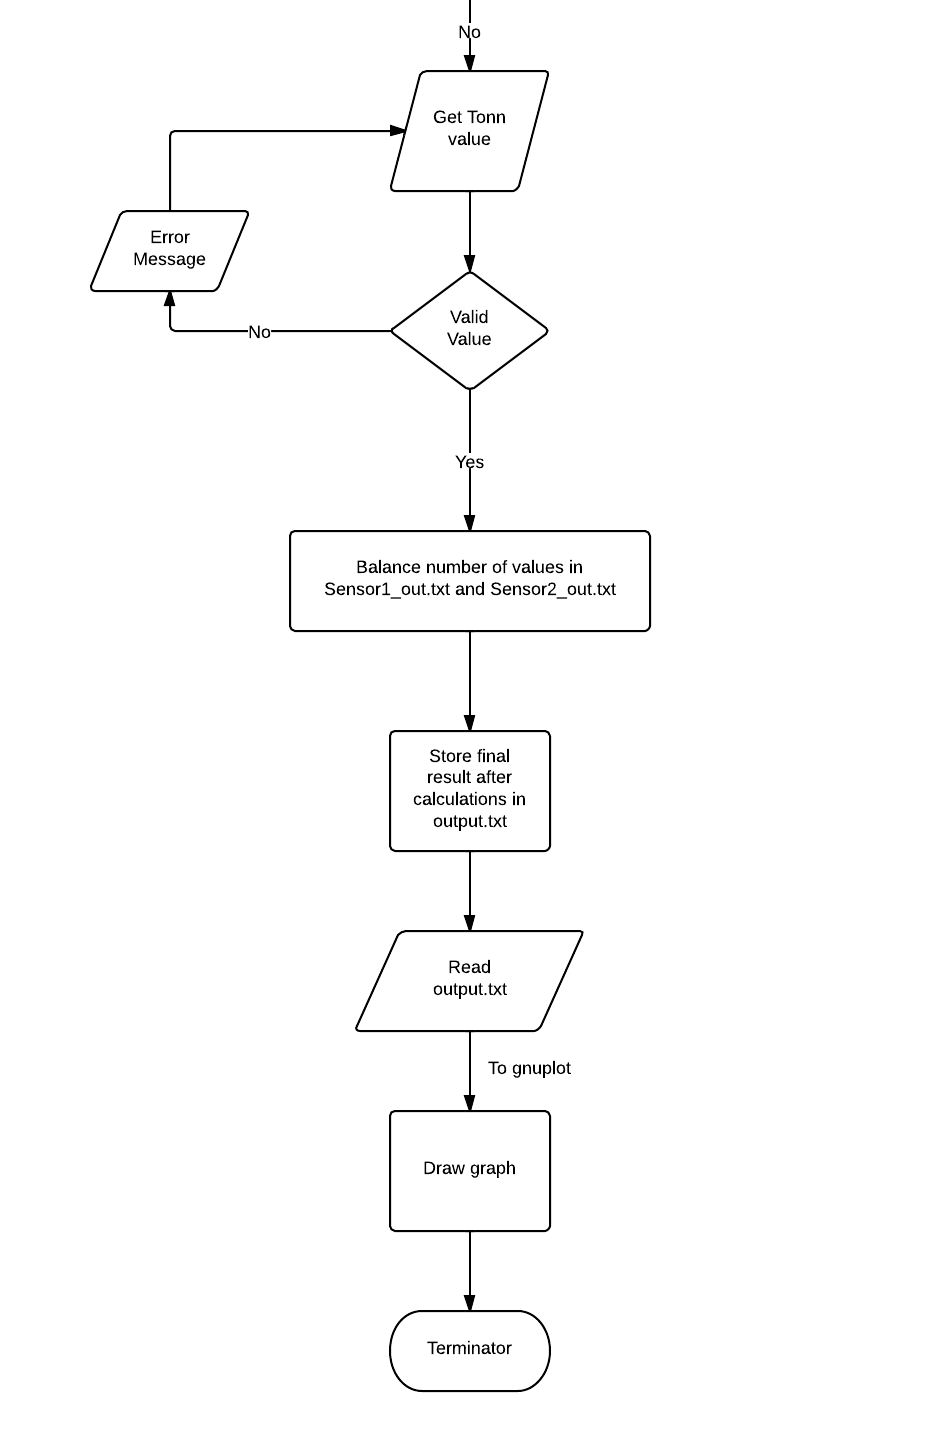 No
Get Tonn
value
Error
Message
Valid
Value
No
Yes
Balance number of values in
Sensor1_out.txt and Sensor2_out.txt
Store final
result after
calculations in
output.txt
Read
output.txt
To gnuplot
Draw graph
Terminator